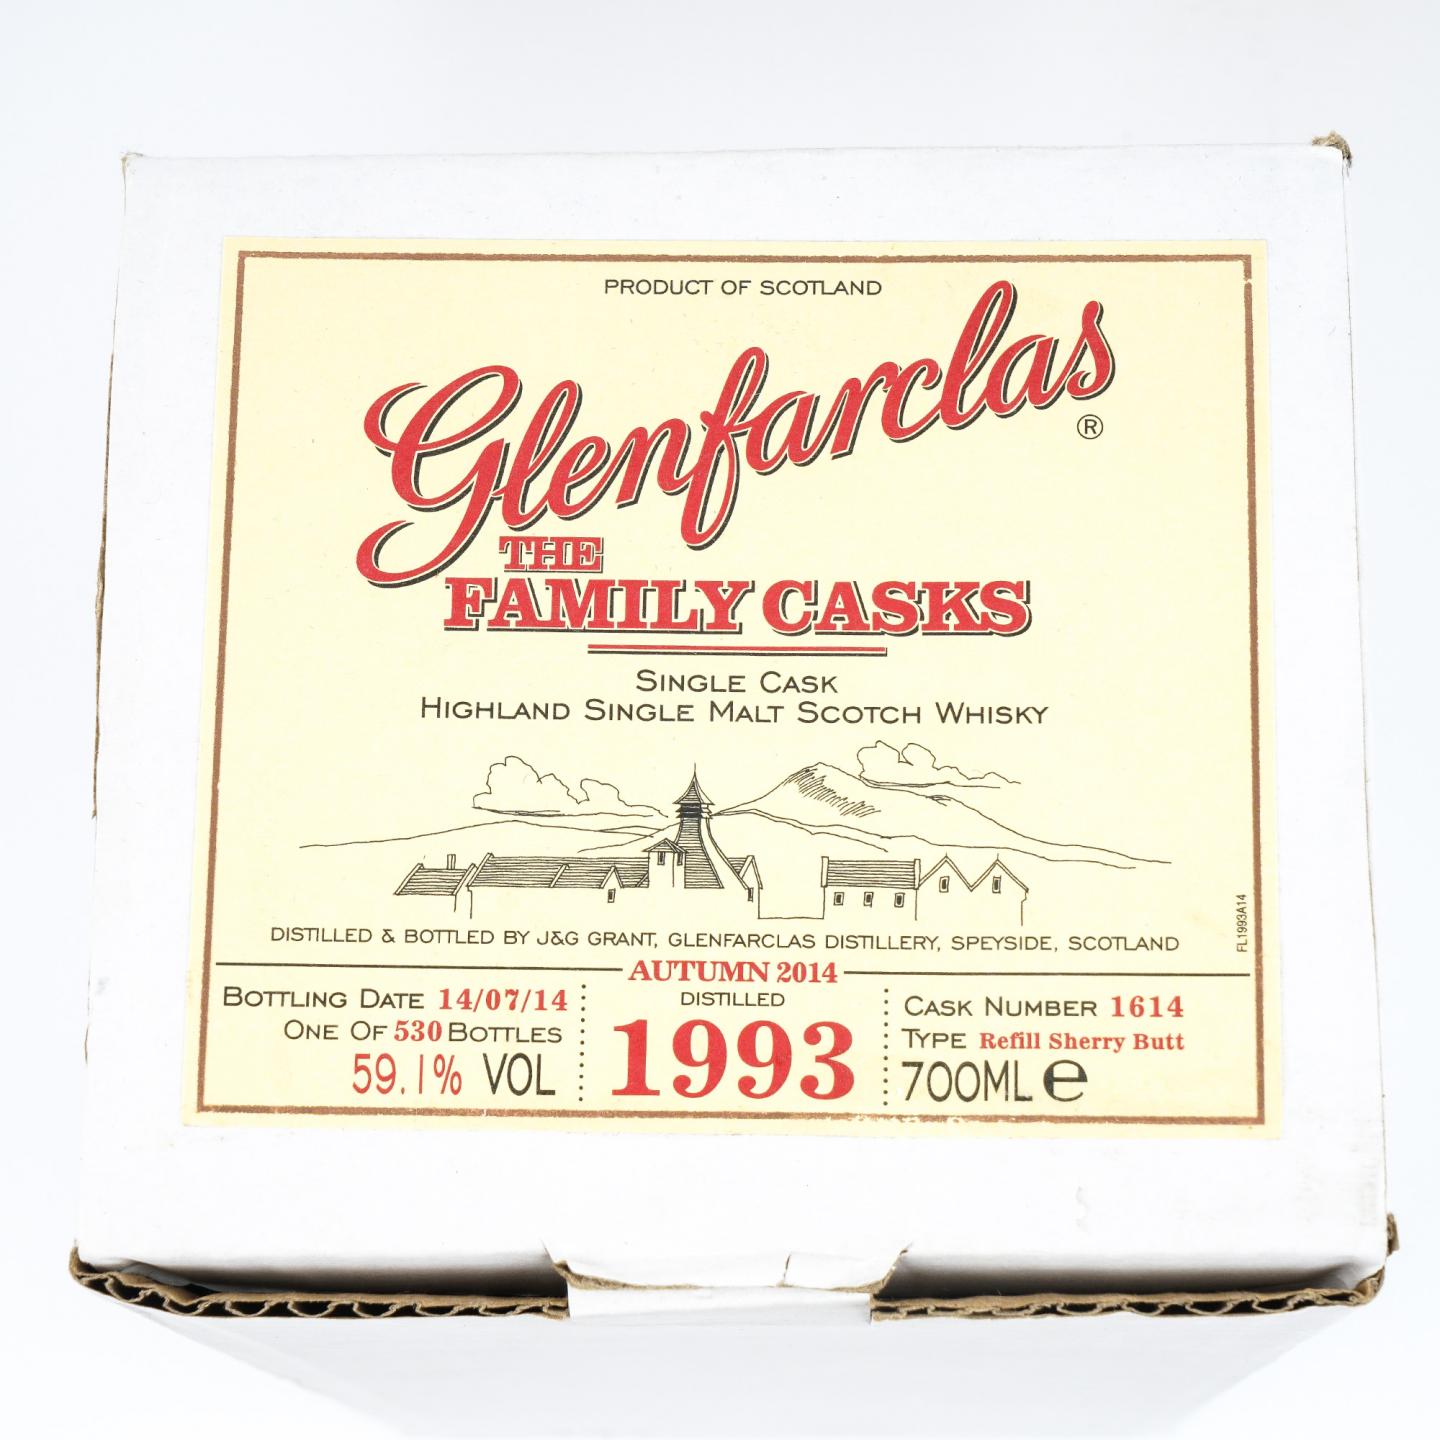 PRODUCT OF SCOTLAND
Glenfarclas
®
THE
FAMILY CASKS
SINGLE CASK
HIGHLAND SINGLE MALT SCOTCH WHISKY
FL1993A14
DISTILLED & BOTTLED BY J&G GRANT, GLENFARCLAS DISTILLERY, SPEYSIDE, SCOTLAND
AUTUMN 2014
BOTTLING DATE 14/07/14
ONE OF 530 BOTTLES
59.1% VOL
DISTILLED
1993
CASK NUMBER 1614
TYPE Refill Sherry Butt
700ML e